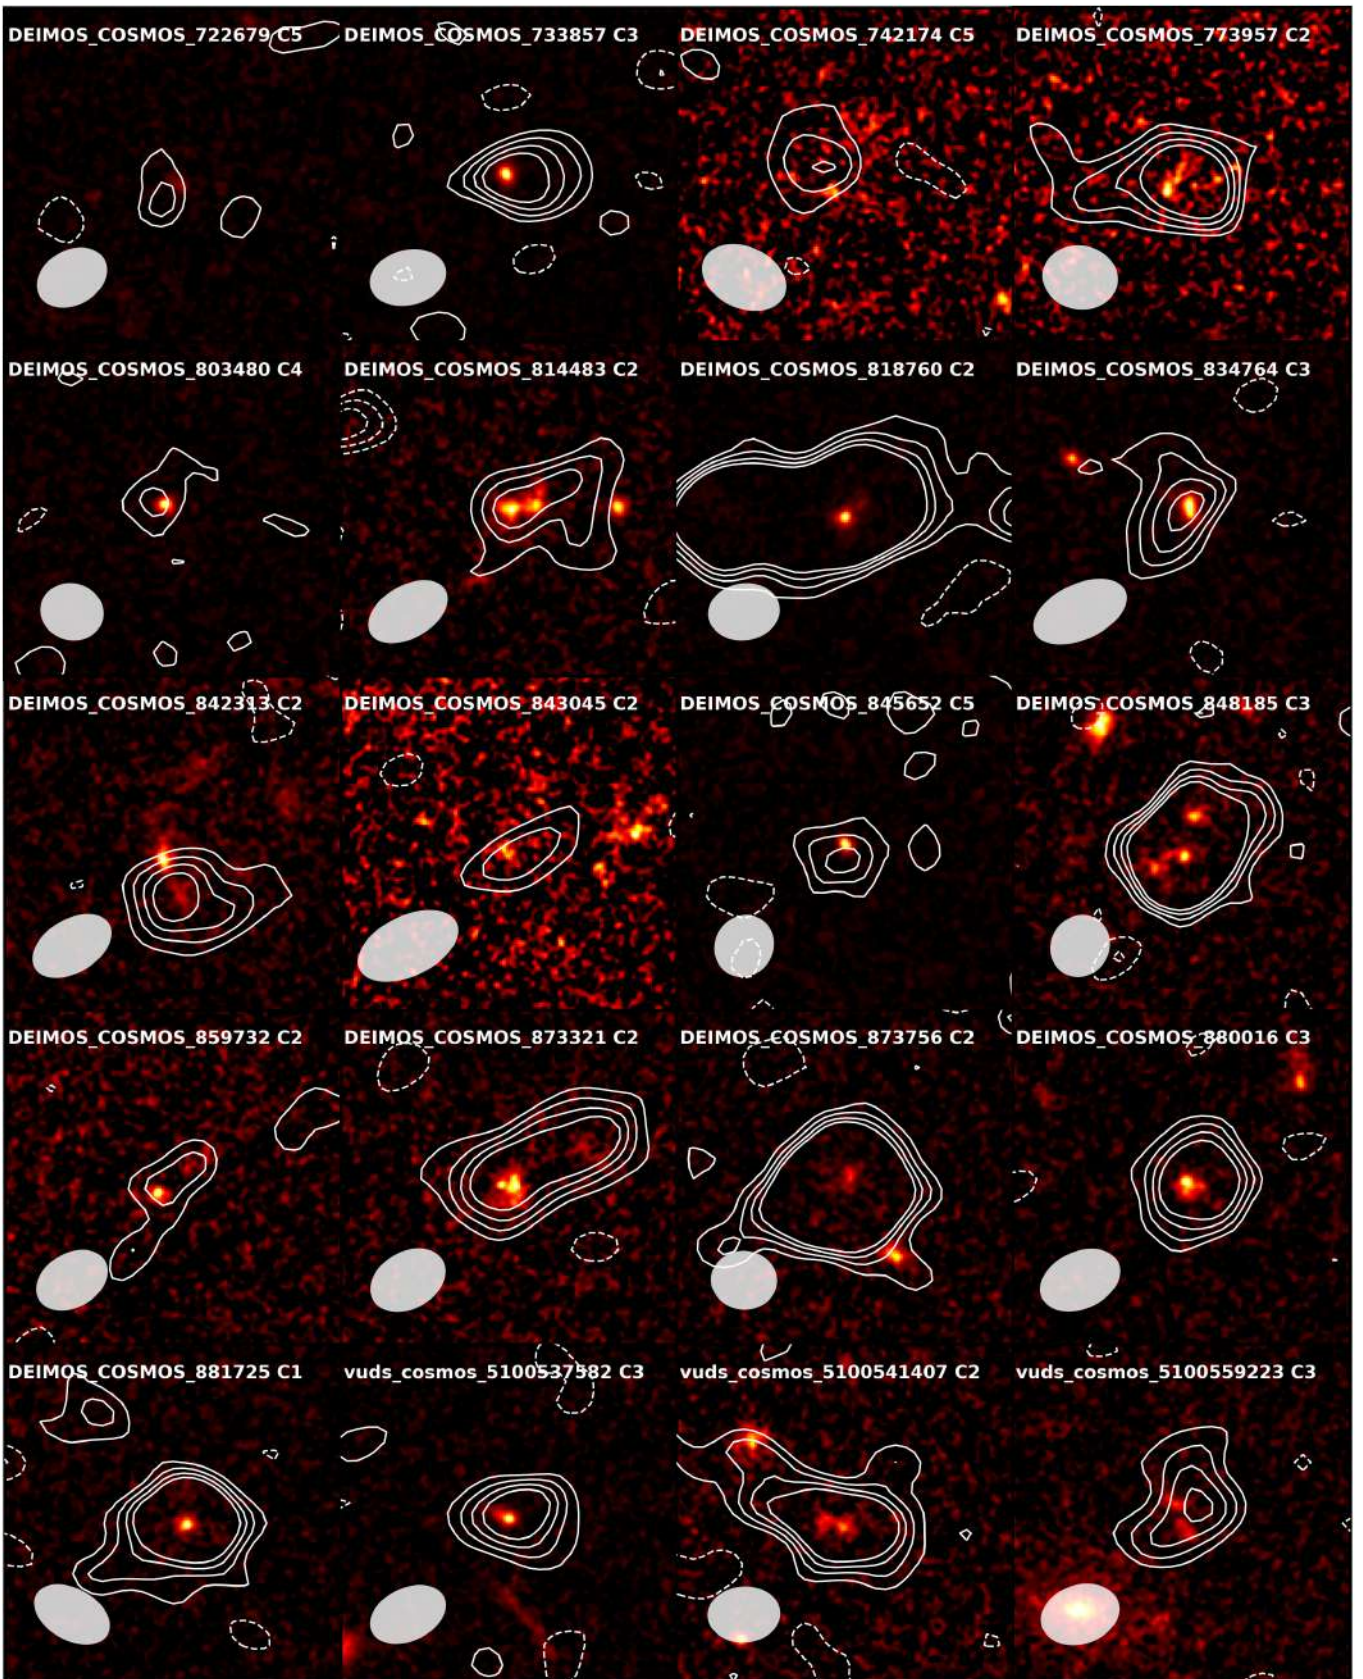 DEIMOS_COSMOS_722679 C5
DEIMOS_COSMOS_733857 C3
DEIMOS_COSMOS_742174 C5
DEIMOS_COSMOS_773957 C2
DEIMOS_COSMOS_803480 C4
DEIMOS_COSMOS_814483 C2
DEIMOS_COSMOS_818760 C2
DEIMOS_COSMOS_834764 C3
DEIMOS_COSMOS_842313 C2
DEIMOS_COSMOS_843045 C2
DEIMOS_COSMOS_845652 C5
DEIMOS_COSMOS_848185 C3
DEIMOS_COSMOS_859732 C2
DEIMOS_COSMOS_873321 C2
DEIMOS_COSMOS_873756 C2
DEIMOS_COSMOS_880016 C3
DEIMOS_COSMOS_881725 C1
vuds_cosmos_5100537582 C3
vuds_cosmos_5100541407 C2
vuds_cosmos_5100559223 C3